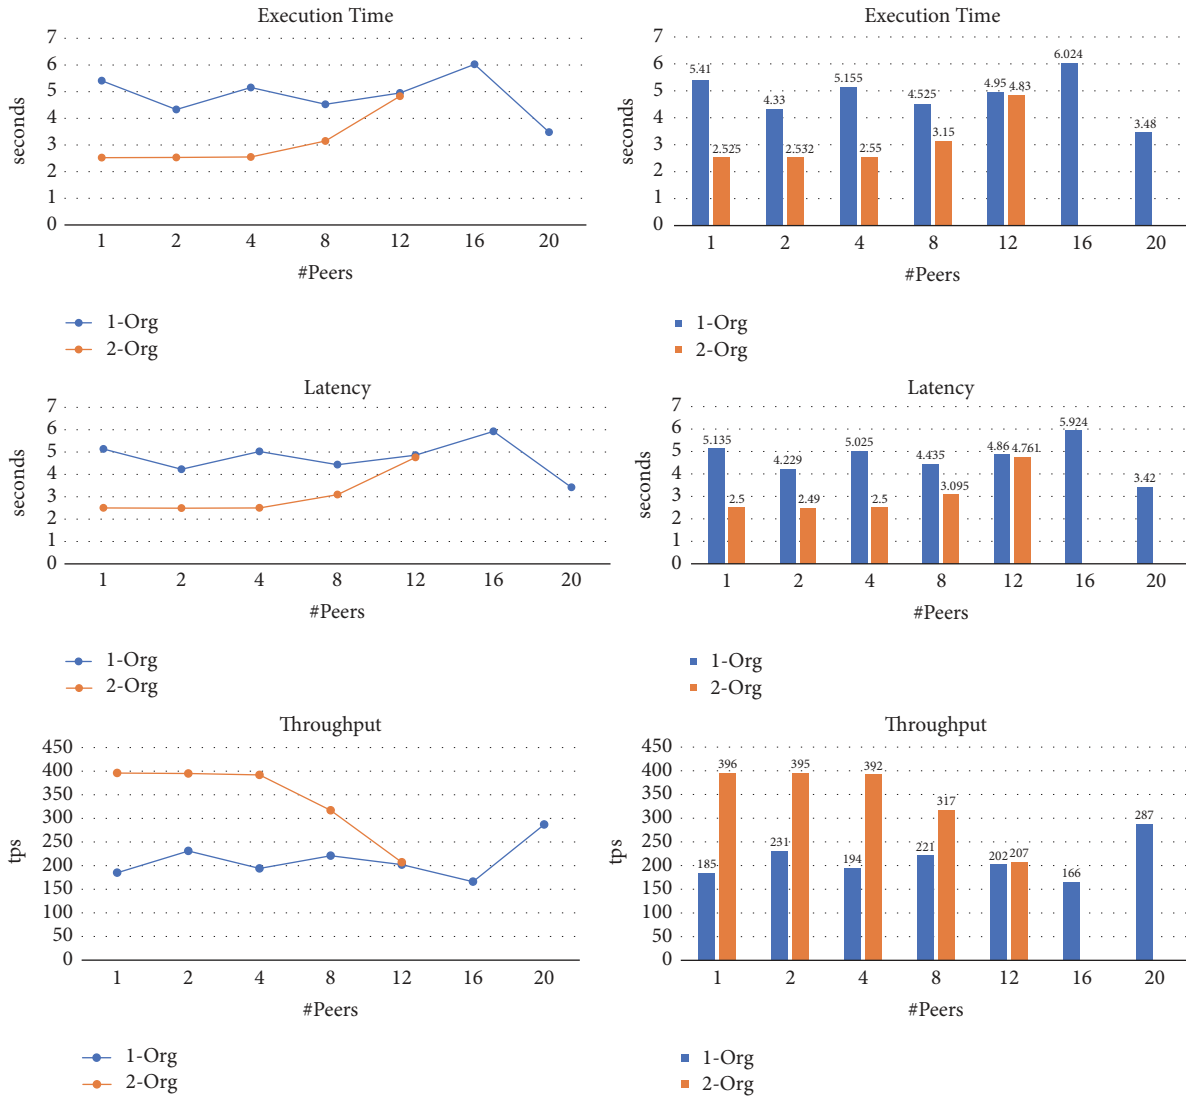 Execution Time
7
6
5
4
3
2
1
0
seconds
1 2 4 8 12 16 20
#Peers
1-Org
2-Org
Execution Time
7
6
5
4
3
2
1
0
seconds
5.41 2.525 4.33 2.532 5.155 2.55 4.525 3.15 4.95 4.83 6.024 3.48
1 2 4 8 12 16 20
#Peers
1-Org
2-Org
Latency
7
6
5
4
3
2
1
0
seconds
1 2 4 8 12 16 20
#Peers
1-Org
2-Org
Latency
7
6
5
4
3
2
1
0
seconds
5.135 2.5 4.229 2.49 5.025 2.5 4.435 3.095 4.86 4.761 5.924 3.42
1 2 4 8 12 16 20
#Peers
1-Org
2-Org
Throughput
450
400
350
300
250
200
150
100
50
0
tps
1 2 4 8 12 16 20
#Peers
1-Org
2-Org
Throughput
450
400
350
300
250
200
150
100
50
0
tps
185 396 231 395 194 392 221 317 202 207 166 287
1 2 4 8 12 16 20
#Peers
1-Org
2-Org